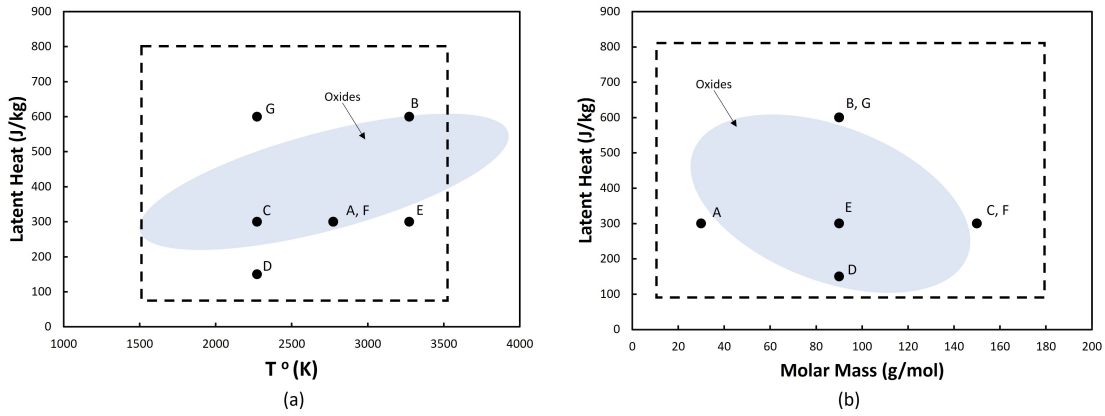 900
800
700
600
500
400
300
200
100
0
Latent Heat (J/kg)
Oxides
G
B
C
A, F
E
D
1000 1500 2000 2500 3000 3500 4000
T º (K)
(a)
900
800
700
600
500
400
300
200
100
0
Latent Heat (J/kg)
Oxides
B, G
A
E
C, F
D
0 20 40 60 80 100 120 140 160 180 200
Molar Mass (g/mol)
(b)